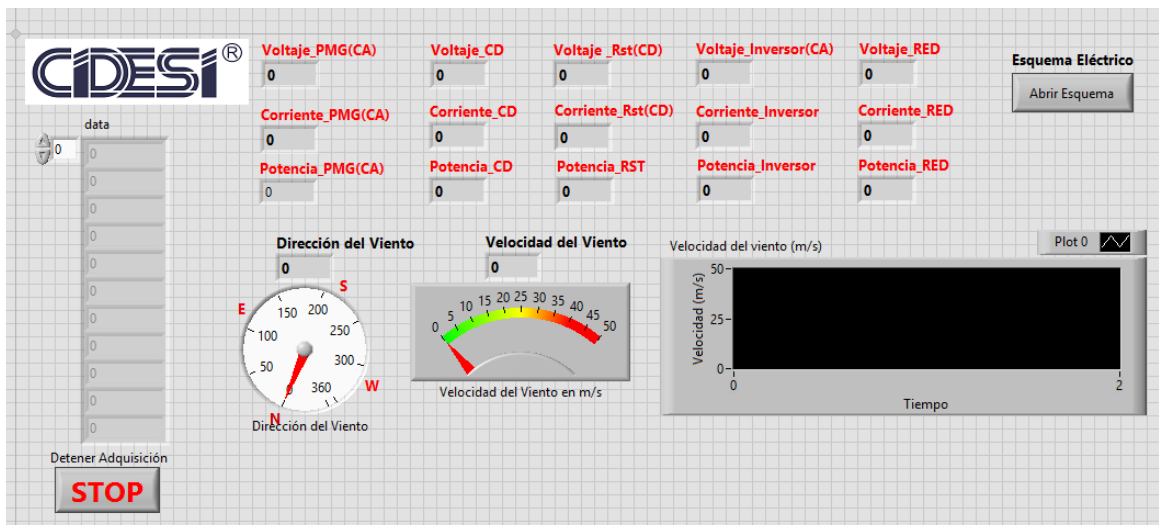 CIDESI®
Voltaje_PMG(CA) Voltaje_CD Voltaje _Rst(CD) Voltaje_Inversor(CA) Voltaje_RED
0 0 0 0 0
Esquema Eléctrico
Abrir Esquema
Corriente_PMG(CA) Corriente_CD Corriente_Rst(CD) Corriente_Inversor Corriente_RED
0 0 0 0 0
Potencia_PMG(CA) Potencia_CD Potencia_RST Potencia_Inversor Potencia_RED
0 0 0 0 0
data
0 0
0
0
0
0
0
0
0
0
0
0
Detener Adquisición
STOP
Dirección del Viento
0
N E S W
0 50 100 150 200 250 300 360
Dirección del Viento
Velocidad del Viento
0
0 5 10 15 20 25 30 35 40 45 50
Velocidad del Viento en m/s
Velocidad del viento (m/s)
Plot 0
Velocidad (m/s)
50
25
0
0 2
Tiempo